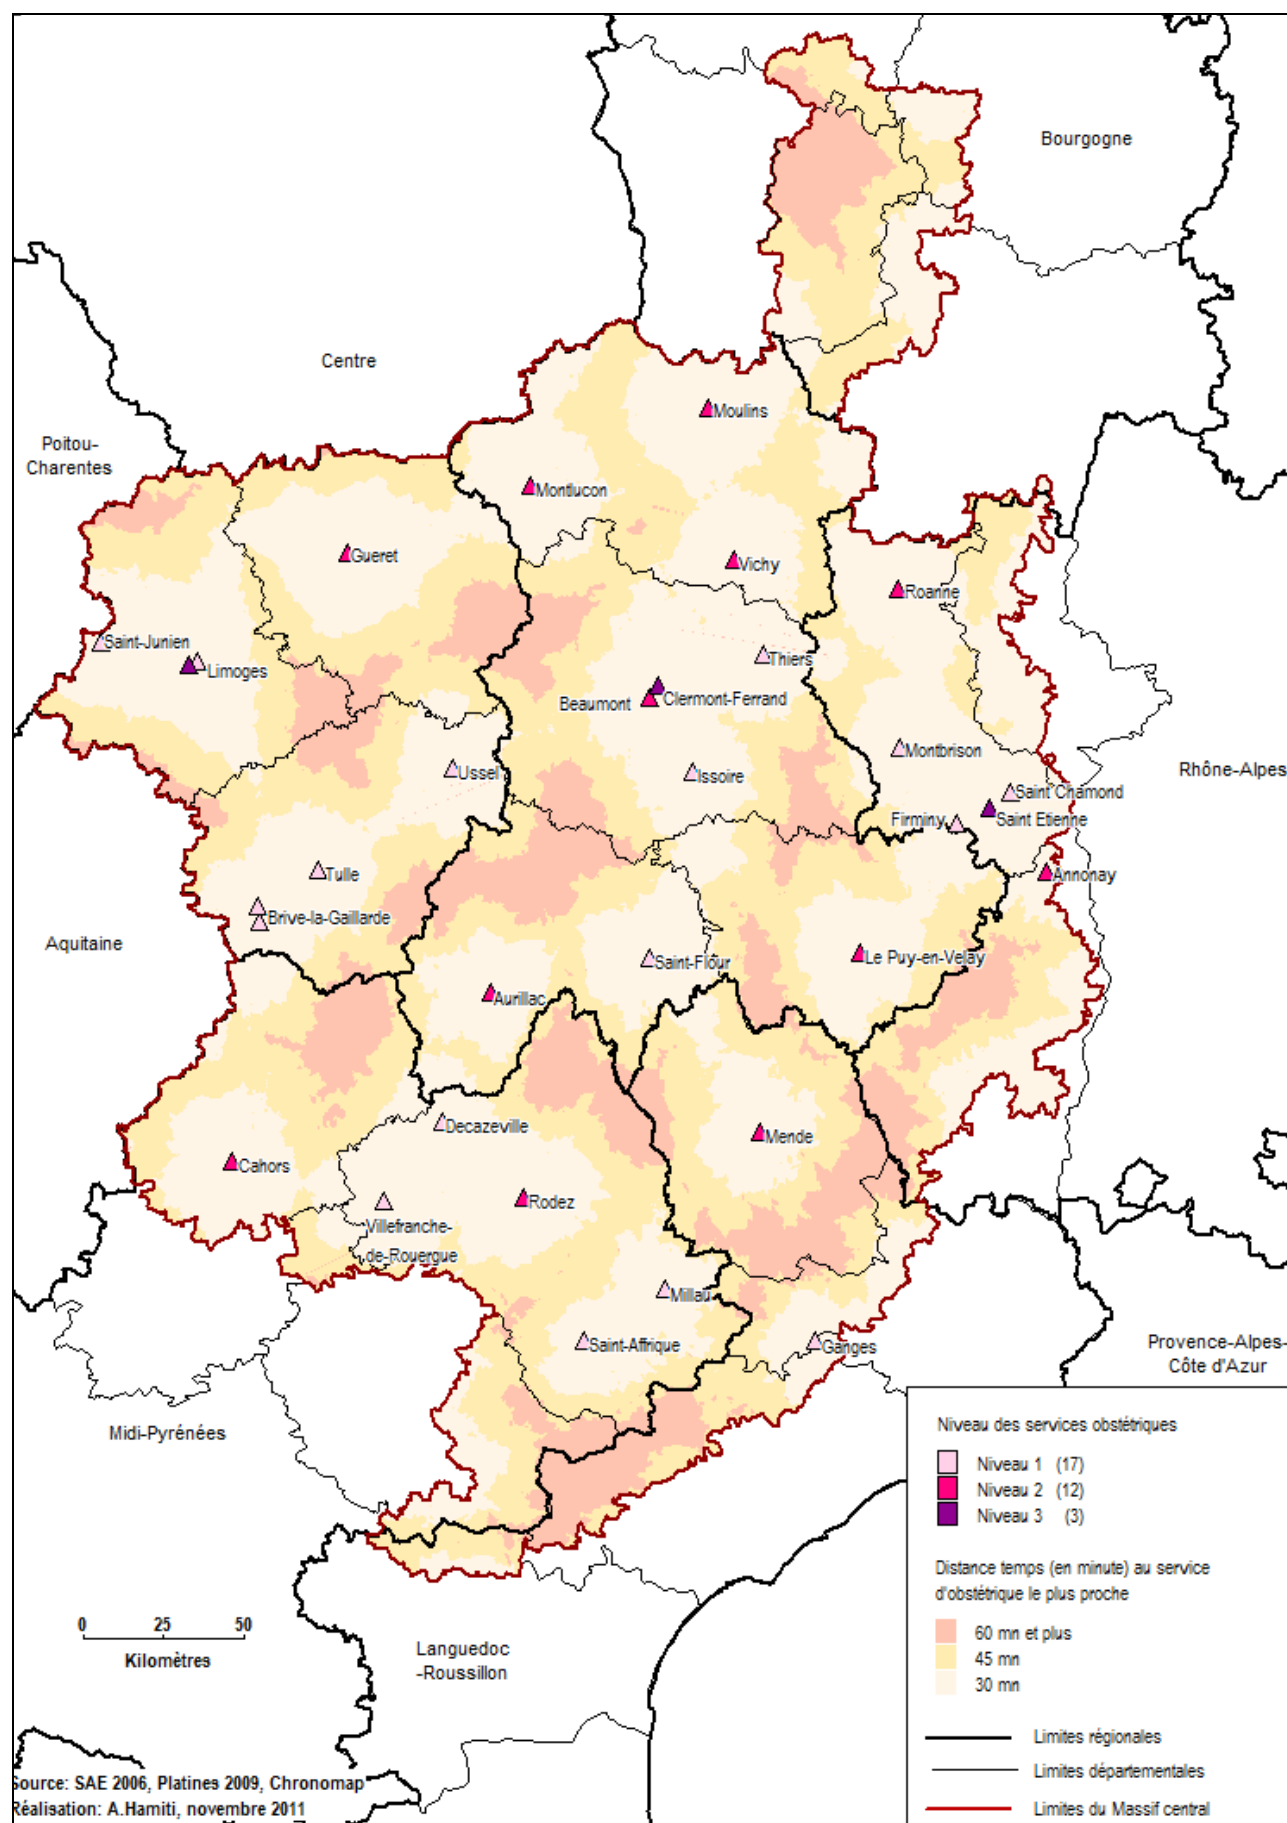 Bourgogne
Centre
Poitou-
Charentes
Moulins
Montlucon
Gueret
Vichy
Roanne
Saint-Junien
Limoges
Thiers
Beaumont
Clermont-Ferrand
Montbrison
Ussel
Issoire
Rhône-Alpes
Saint Chamond
Firminy
Saint Etienne
Tulle
Annonay
Brive-la-Gaillarde
Aquitaine
Saint-Flour
Le Puy-en-Velay
Aurillac
Decazeville
Mende
Cahors
Rodez
Villefranche-
de-Rouergue
Millau
Saint-Affrique
Ganges
Provence-Alpes-
Côte d'Azur
Midi-Pyrénées
Niveau des services obstétriques
Niveau 1 (17)
Niveau 2 (12)
Niveau 3 (3)
Distance temps (en minute) au service
d'obstétrique le plus proche
60 mn et plus
45 mn
30 mn
0 25 50
Kilomètres
Languedoc
-Roussillon
Limites régionales
Limites départementales
Limites du Massif central
Source: SAE 2006, Platines 2009, Chronomap
Réalisation: A.Hamiti, novembre 2011